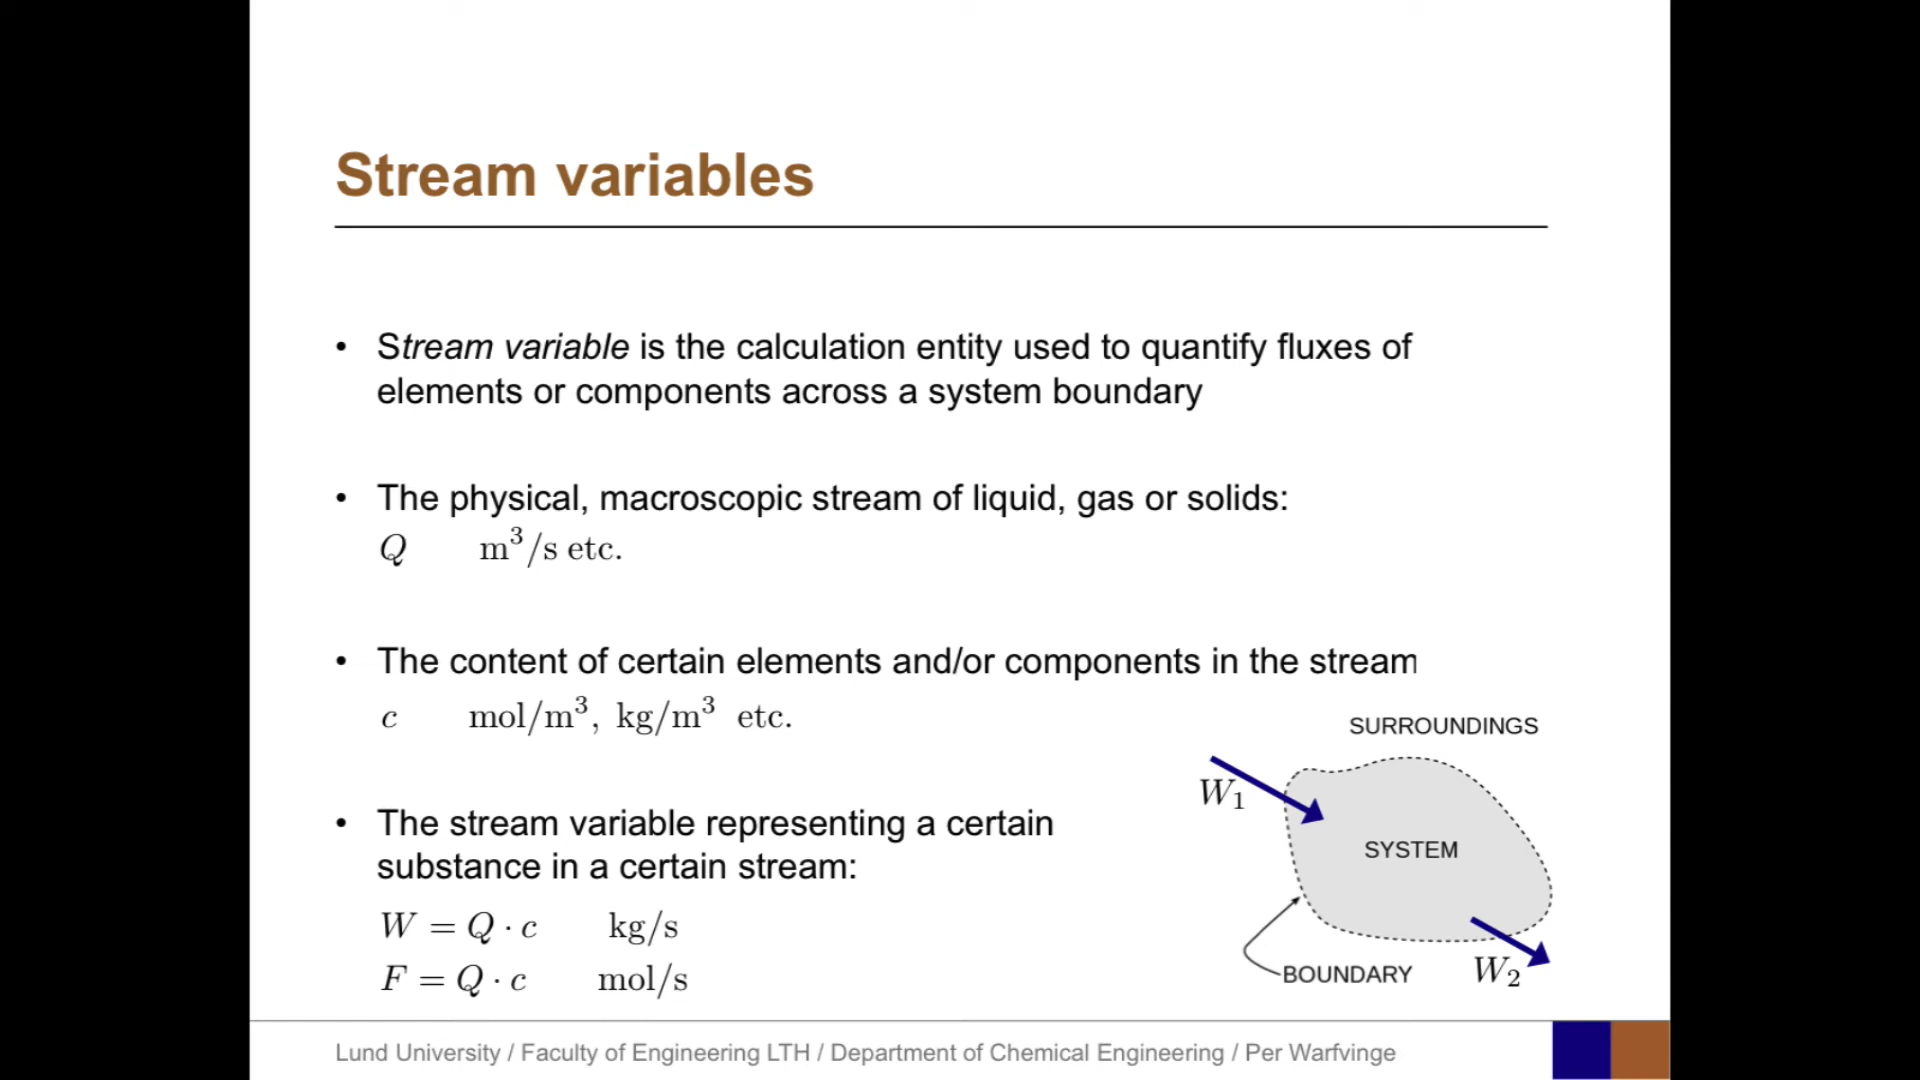 Stream variables
• Stream variable is the calculation entity used to quantify fluxes of
elements or components across a system boundary
• The physical, macroscopic stream of liquid, gas or solids:
Q m³/s etc.
• The content of certain elements and/or components in the stream
c mol/m³, kg/m³ etc.
• The stream variable representing a certain
substance in a certain stream:
W = Q · c kg/s
F = Q · c mol/s
SURROUNDINGS
W₁
SYSTEM
BOUNDARY
W₂
Lund University / Faculty of Engineering LTH / Department of Chemical Engineering / Per Warfvinge